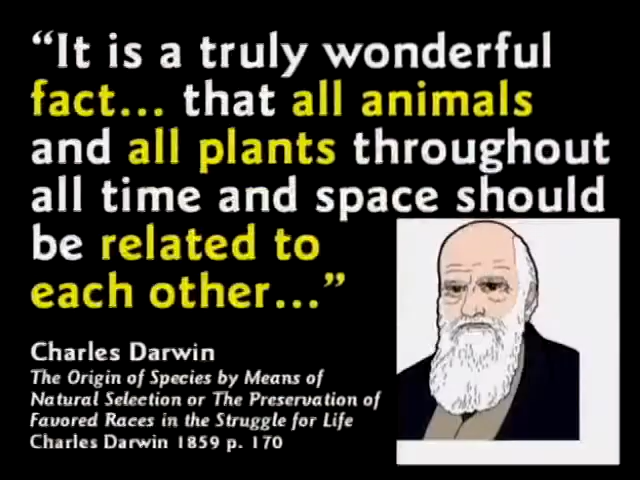 “It is a truly wonderful
fact... that all animals
and all plants throughout
all time and space should
be related to
each other...”
Charles Darwin
The Origin of Species by Means of
Natural Selection or The Preservation of
Favored Races in the Struggle for Life
Charles Darwin 1859 p. 170